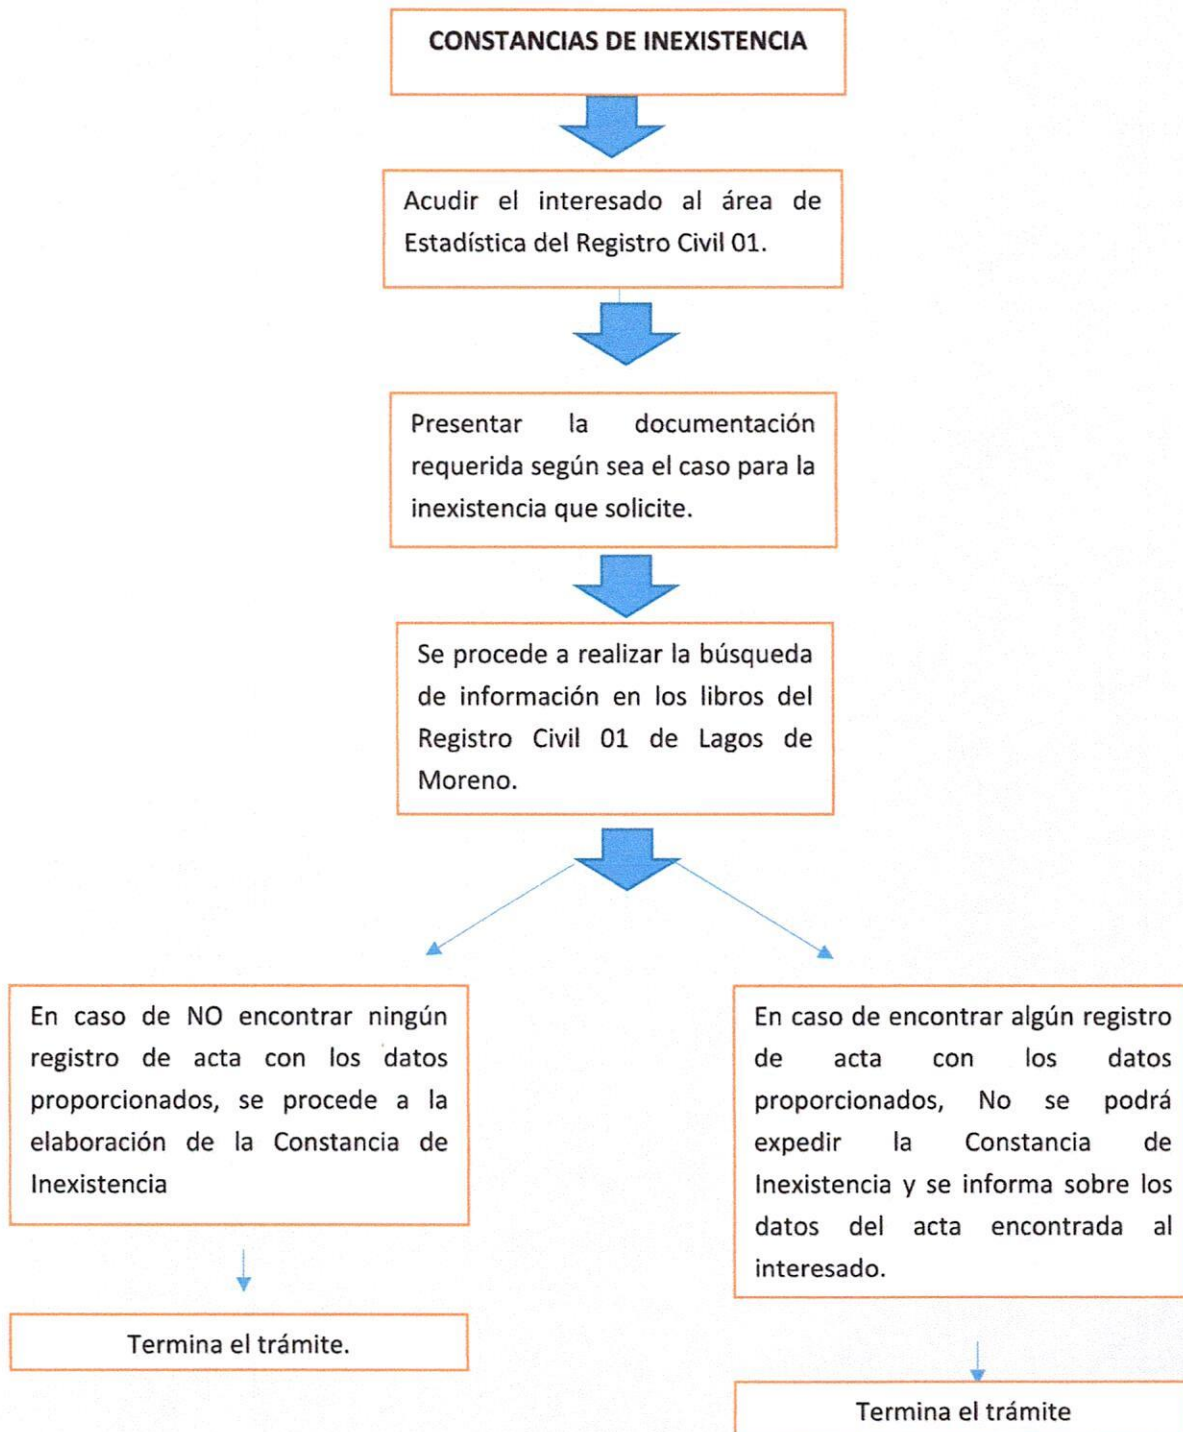 CONSTANCIAS DE INEXISTENCIA
Acudir el interesado al área de
Estadística del Registro Civil 01.
Presentar la documentación
requerida según sea el caso para la
inexistencia que solicite.
Se procede a realizar la búsqueda
de información en los libros del
Registro Civil 01 de Lagos de
Moreno.
En caso de NO encontrar ningún
registro de acta con los datos
proporcionados, se procede a la
elaboración de la Constancia de
Inexistencia
Termina el trámite.
En caso de encontrar algún registro
de acta con los datos
proporcionados, No se podrá
expedir la Constancia de
Inexistencia y se informa sobre los
datos del acta encontrada al
interesado.
Termina el trámite